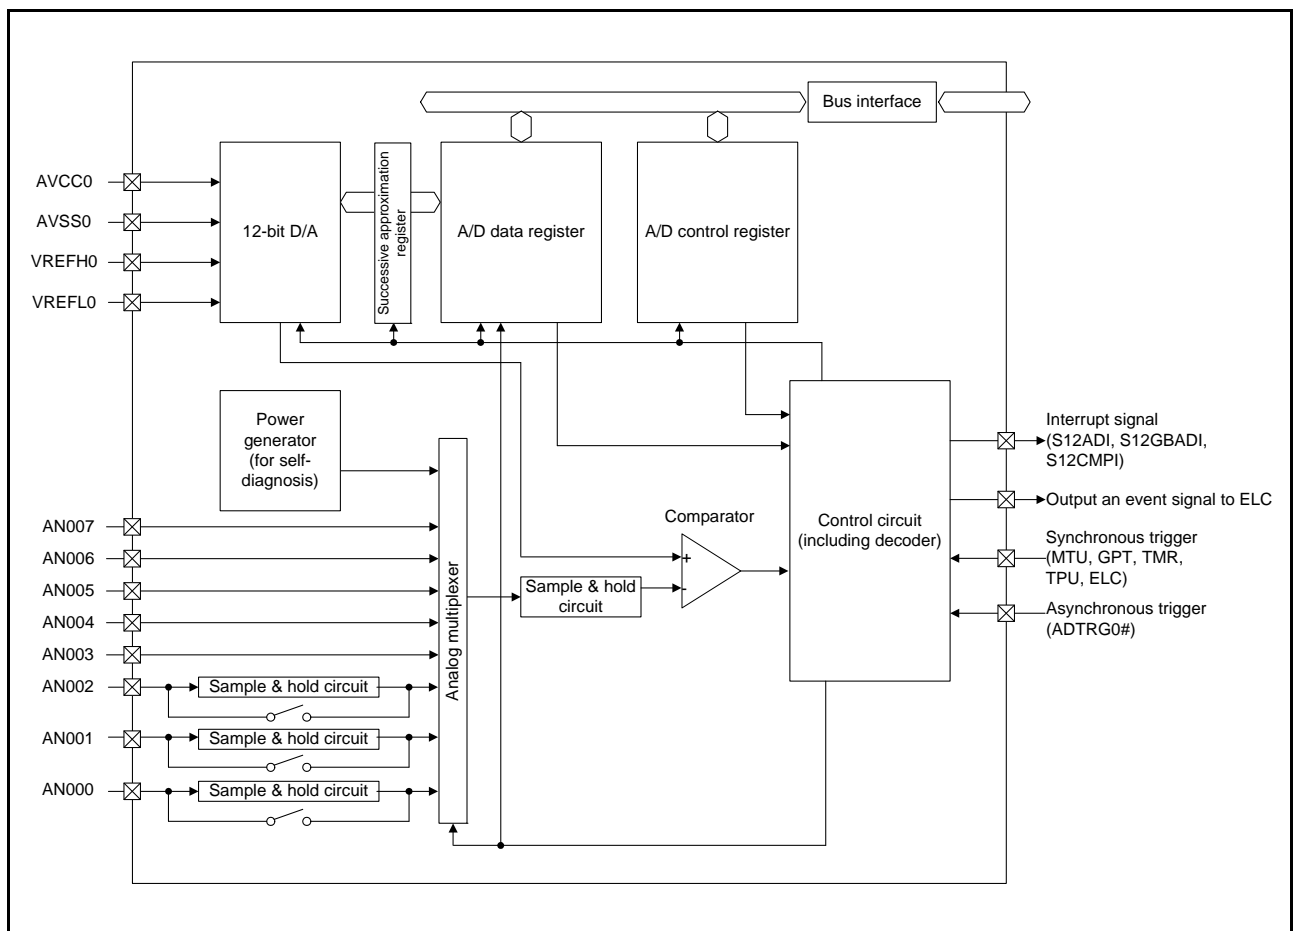 Bus interface
AVCC0
AVSS0
VREFH0
VREFL0
12-bit D/A
Successive approximation
register
A/D data register
A/D control register
Power
generator
(for self-
diagnosis)
Interrupt signal
(S12ADI, S12GBADI,
S12CMPI)
Output an event signal to ELC
Synchronous trigger
(MTU, GPT, TMR,
TPU, ELC)
Asynchronous trigger
(ADTRG0#)
Control circuit
(including decoder)
Comparator
+
-
Sample & hold
circuit
Analog multiplexer
AN007
AN006
AN005
AN004
AN003
AN002
Sample & hold circuit
AN001
Sample & hold circuit
AN000
Sample & hold circuit